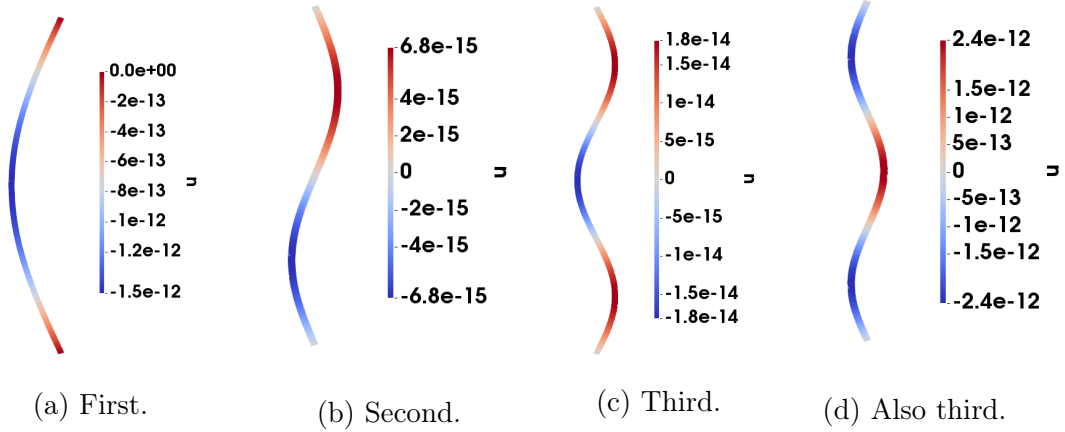 0.0e+00
-2e-13
-4e-13
-6e-13
-8e-13
-1e-12
-1.2e-12
-1.5e-12
u
(a) First.
6.8e-15
4e-15
2e-15
0
-2e-15
-4e-15
-6.8e-15
u
(b) Second.
1.8e-14
1.5e-14
1e-14
5e-15
0
-5e-15
-1e-14
-1.5e-14
-1.8e-14
u
(c) Third.
2.4e-12
1.5e-12
1e-12
5e-13
0
-5e-13
-1e-12
-1.5e-12
-2.4e-12
u
(d) Also third.